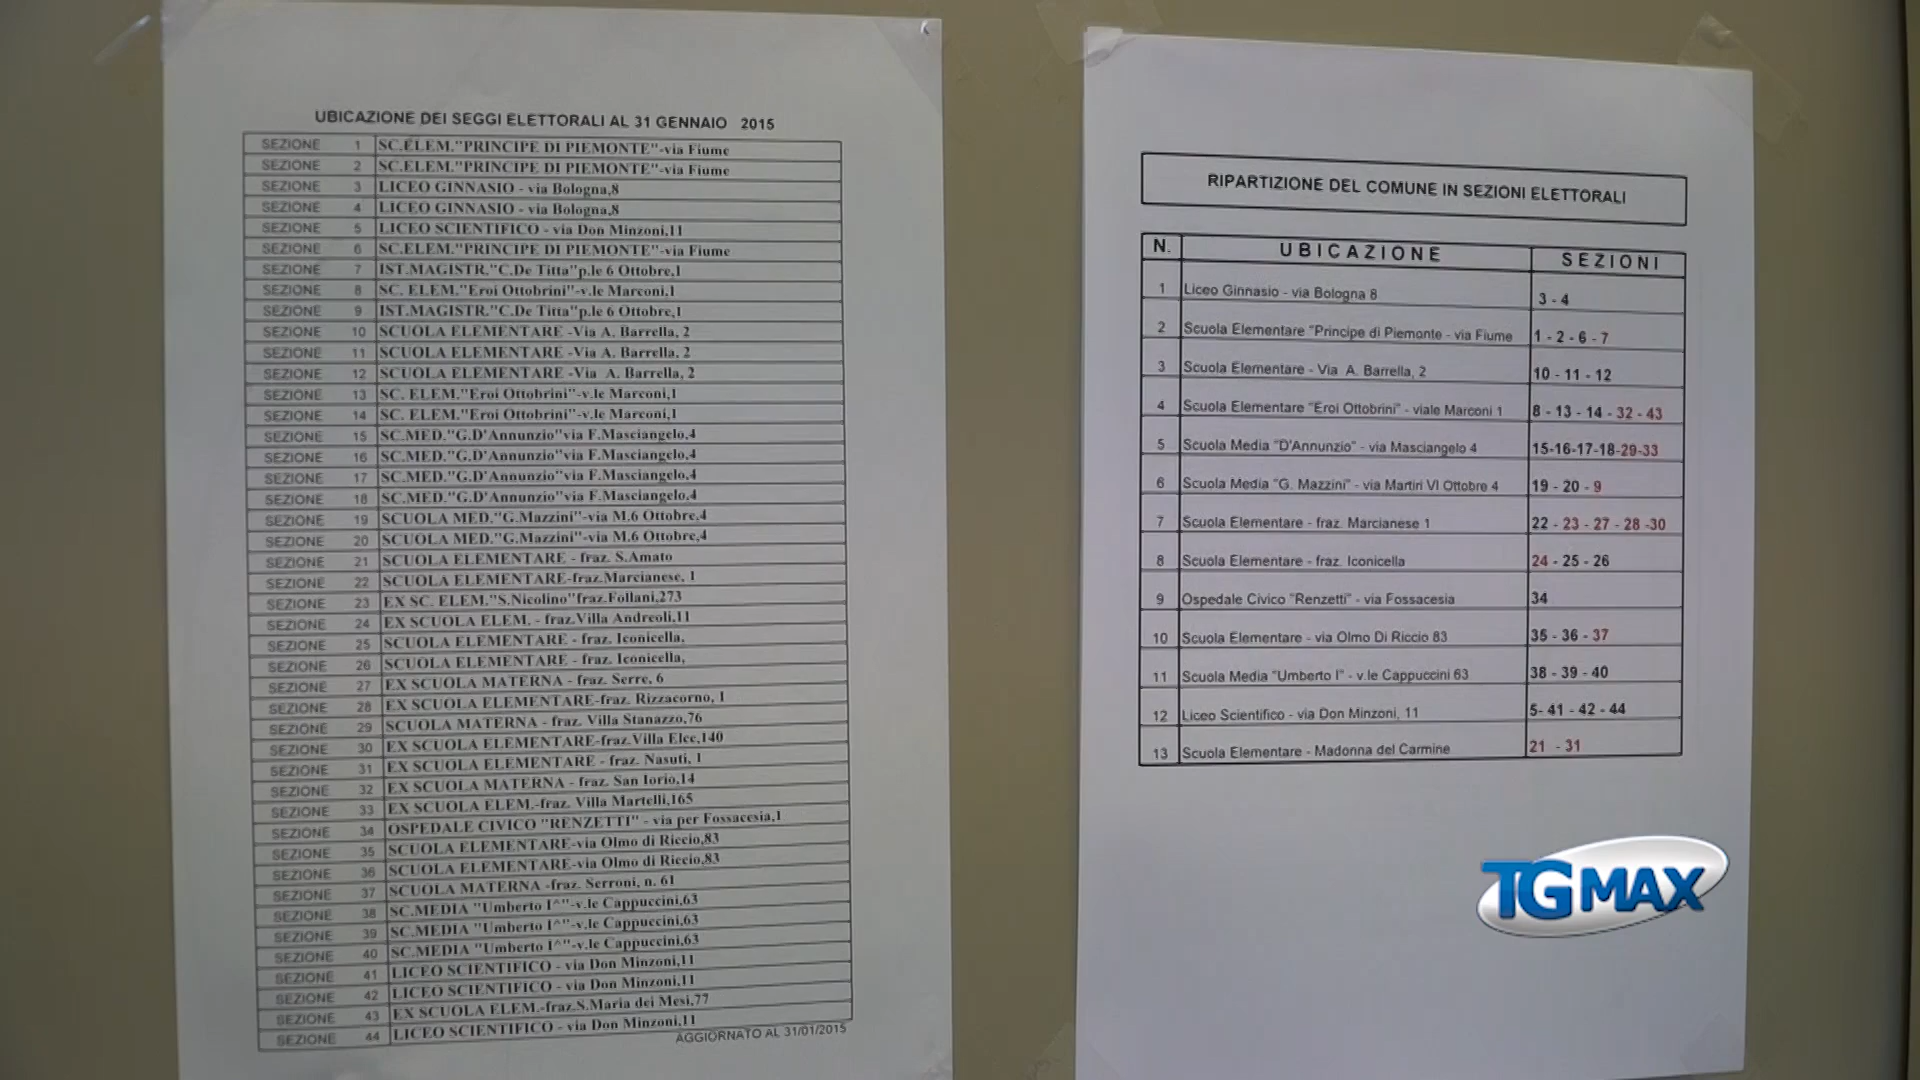 UBICAZIONE DEI SEGGI ELETTORALI AL 31 GENNAIO 2015
SEZIONE 1 SC.ELEM."PRINCIPE DI PIEMONTE"-via Fiume
SEZIONE 2 SC.ELEM."PRINCIPE DI PIEMONTE"-via Fiume
SEZIONE 3 LICEO GINNASIO - via Bologna,8
SEZIONE 4 LICEO GINNASIO - via Bologna,8
SEZIONE 5 LICEO SCIENTIFICO - via Don Minzoni,11
SEZIONE 6 SC.ELEM."PRINCIPE DI PIEMONTE"-via Fiume
SEZIONE 7 IST.MAGISTR."C.De Titta"p.le 6 Ottobre,1
SEZIONE 8 SC. ELEM."Eroi Ottobrini"-v.le Marconi,1
SEZIONE 9 IST.MAGISTR."C.De Titta"p.le 6 Ottobre,1
SEZIONE 10 SCUOLA ELEMENTARE -Via A. Barrella, 2
SEZIONE 11 SCUOLA ELEMENTARE -Via A. Barrella, 2
SEZIONE 12 SCUOLA ELEMENTARE -Via A. Barrella, 2
SEZIONE 13 SC. ELEM."Eroi Ottobrini"-v.le Marconi,1
SEZIONE 14 SC. ELEM."Eroi Ottobrini"-v.le Marconi,1
SEZIONE 15 SC.MED."G.D'Annunzio"via F.Masciangelo,4
SEZIONE 16 SC.MED."G.D'Annunzio"via F.Masciangelo,4
SEZIONE 17 SC.MED."G.D'Annunzio"via F.Masciangelo,4
SEZIONE 18 SC.MED."G.D'Annunzio"via F.Masciangelo,4
SEZIONE 19 SCUOLA MED."G.Mazzini"-via M.6 Ottobre,4
SEZIONE 20 SCUOLA MED."G.Mazzini"-via M.6 Ottobre,4
SEZIONE 21 SCUOLA ELEMENTARE - fraz. S.Amato
SEZIONE 22 SCUOLA ELEMENTARE-fraz.Marcianese, 1
SEZIONE 23 EX SC. ELEM."S.Nicolino"fraz.Follani,273
SEZIONE 24 EX SCUOLA ELEM. - fraz.Villa Andreoli,11
SEZIONE 25 SCUOLA ELEMENTARE - fraz. Iconicella,
SEZIONE 26 SCUOLA ELEMENTARE - fraz. Iconicella,
SEZIONE 27 EX SCUOLA MATERNA - fraz. Serre, 6
SEZIONE 28 EX SCUOLA ELEMENTARE-fraz. Rizzacorno, 1
SEZIONE 29 SCUOLA MATERNA - fraz. Villa Stanazzo,76
SEZIONE 30 EX SCUOLA ELEMENTARE-fraz.Villa Elce,140
SEZIONE 31 EX SCUOLA ELEMENTARE - fraz. Nasuti, 1
SEZIONE 32 EX SCUOLA MATERNA - fraz. San Iorio,14
SEZIONE 33 EX SCUOLA ELEM.-fraz. Villa Martelli,165
SEZIONE 34 OSPEDALE CIVICO "RENZETTI" - via per Fossacesia,1
SEZIONE 35 SCUOLA ELEMENTARE-via Olmo di Riccio,83
SEZIONE 36 SCUOLA ELEMENTARE-via Olmo di Riccio,83
SEZIONE 37 SCUOLA MATERNA -fraz. Serroni, n. 61
SEZIONE 38 SC.MEDIA "Umberto I^"-v.le Cappuccini,63
SEZIONE 39 SC.MEDIA "Umberto I^"-v.le Cappuccini,63
SEZIONE 40 SC.MEDIA "Umberto I^"-v.le Cappuccini,63
SEZIONE 41 LICEO SCIENTIFICO - via Don Minzoni,11
SEZIONE 42 LICEO SCIENTIFICO - via Don Minzoni,11
SEZIONE 43 EX SCUOLA ELEM.-fraz.S.Maria dei Mesi,77
SEZIONE 44 LICEO SCIENTIFICO - via Don Minzoni,11
AGGIORNATO AL 31/01/2015
RIPARTIZIONE DEL COMUNE IN SEZIONI ELETTORALI
N. UBICAZIONE SEZIONI
1 Liceo Ginnasio - via Bologna 8 3 - 4
2 Scuola Elementare "Principe di Piemonte - via Fiume 1 - 2 - 6 - 7
3 Scuola Elementare - Via A. Barrella, 2 10 - 11 - 12
4 Scuola Elementare "Eroi Ottobrini" - viale Marconi 1 8 - 13 - 14 - 32 - 43
5 Scuola Media "D'Annunzio" - via Masciangelo 4 15-16-17-18-29-33
6 Scuola Media "G. Mazzini" - via Martiri VI Ottobre 4 19 - 20 - 9
7 Scuola Elementare - fraz. Marcianese 1 22 - 23 - 27 - 28 -30
8 Scuola Elementare - fraz. Iconicella 24 - 25 - 26
9 Ospedale Civico "Renzetti" - via Fossacesia 34
10 Scuola Elementare - via Olmo Di Riccio 83 35 - 36 - 37
11 Scuola Media "Umberto I" - v.le Cappuccini 63 38 - 39 - 40
12 Liceo Scientifico - via Don Minzoni, 11 5- 41 - 42 - 44
13 Scuola Elementare - Madonna del Carmine 21 - 31
TGMAX